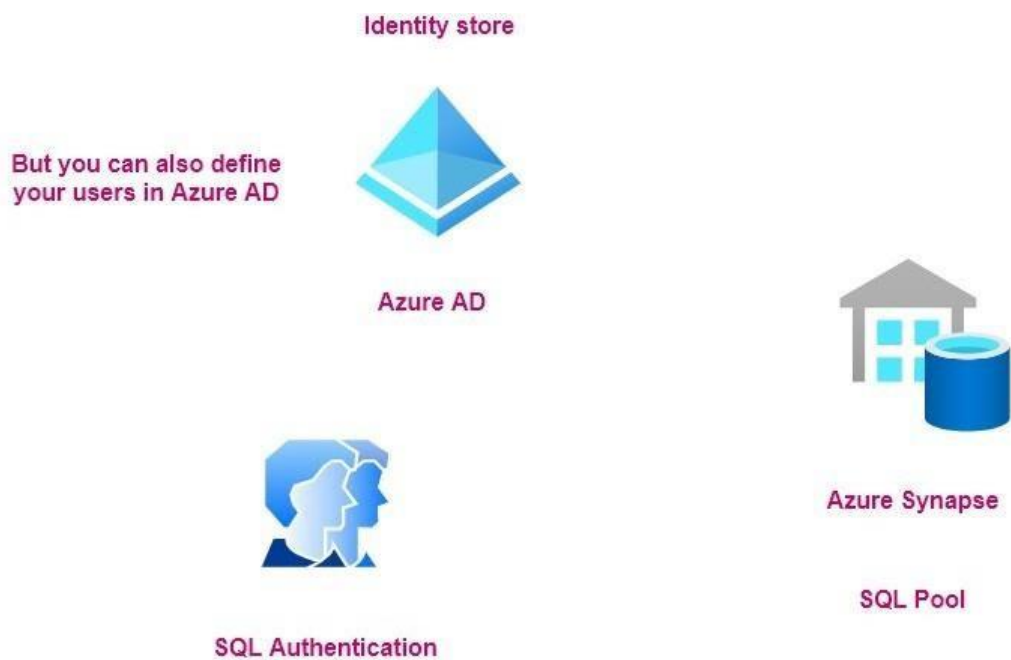 Identity store
But you can also define
your users in Azure AD
Azure AD
Azure Synapse
SQL Pool
SQL Authentication